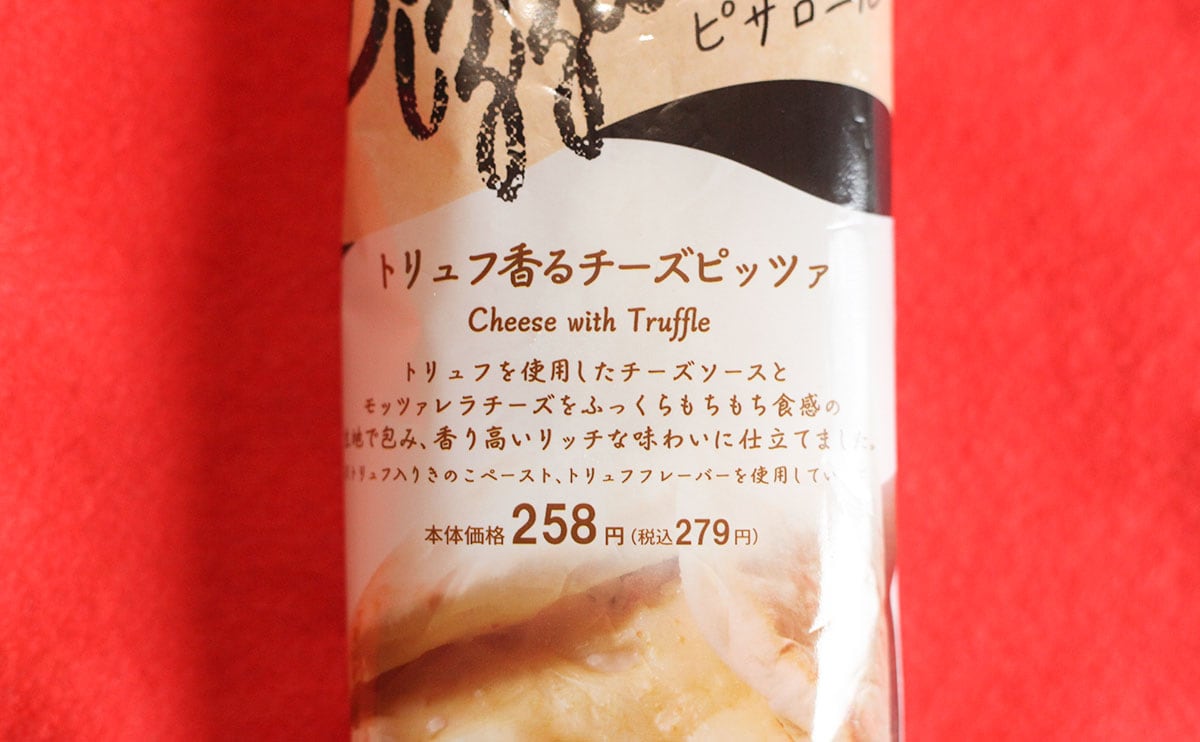 ピザロール
トリュフ香るチーズピッツァ
Cheese with Truffle
トリュフを使用したチーズソースと
モッツァレラチーズをふっくらもちもち食感の
地で包み、香り高いリッチな味わいに仕立てました。
トリュフ入りきのこペースト、トリュフフレーバーを使用してい
本体価格258円(税込279円)